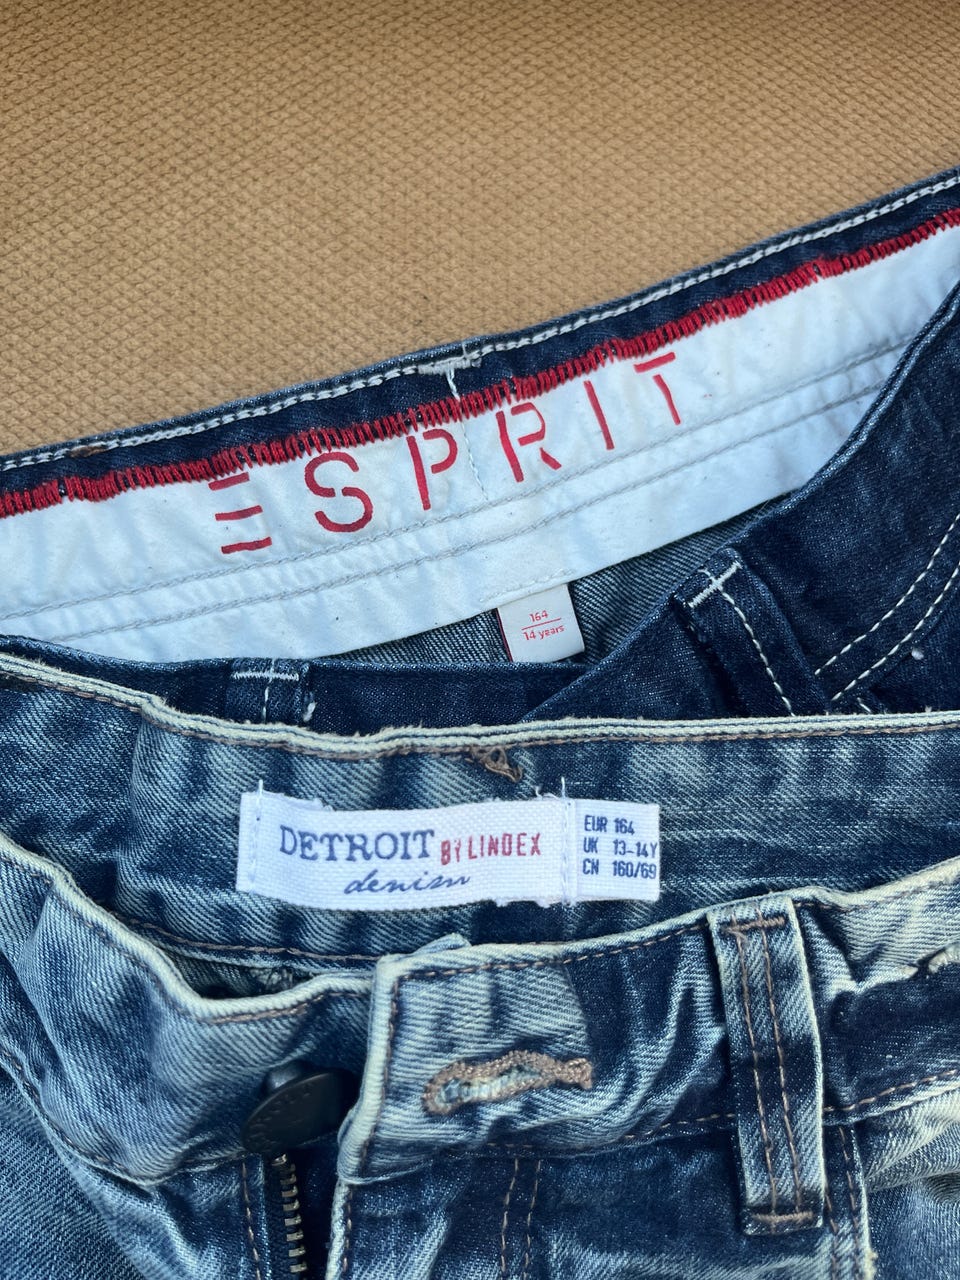 ESPRIT
164
14 years
DETROIT BY LINDEX
denim
EUR 164
UK 13-14Y
CN 160/69